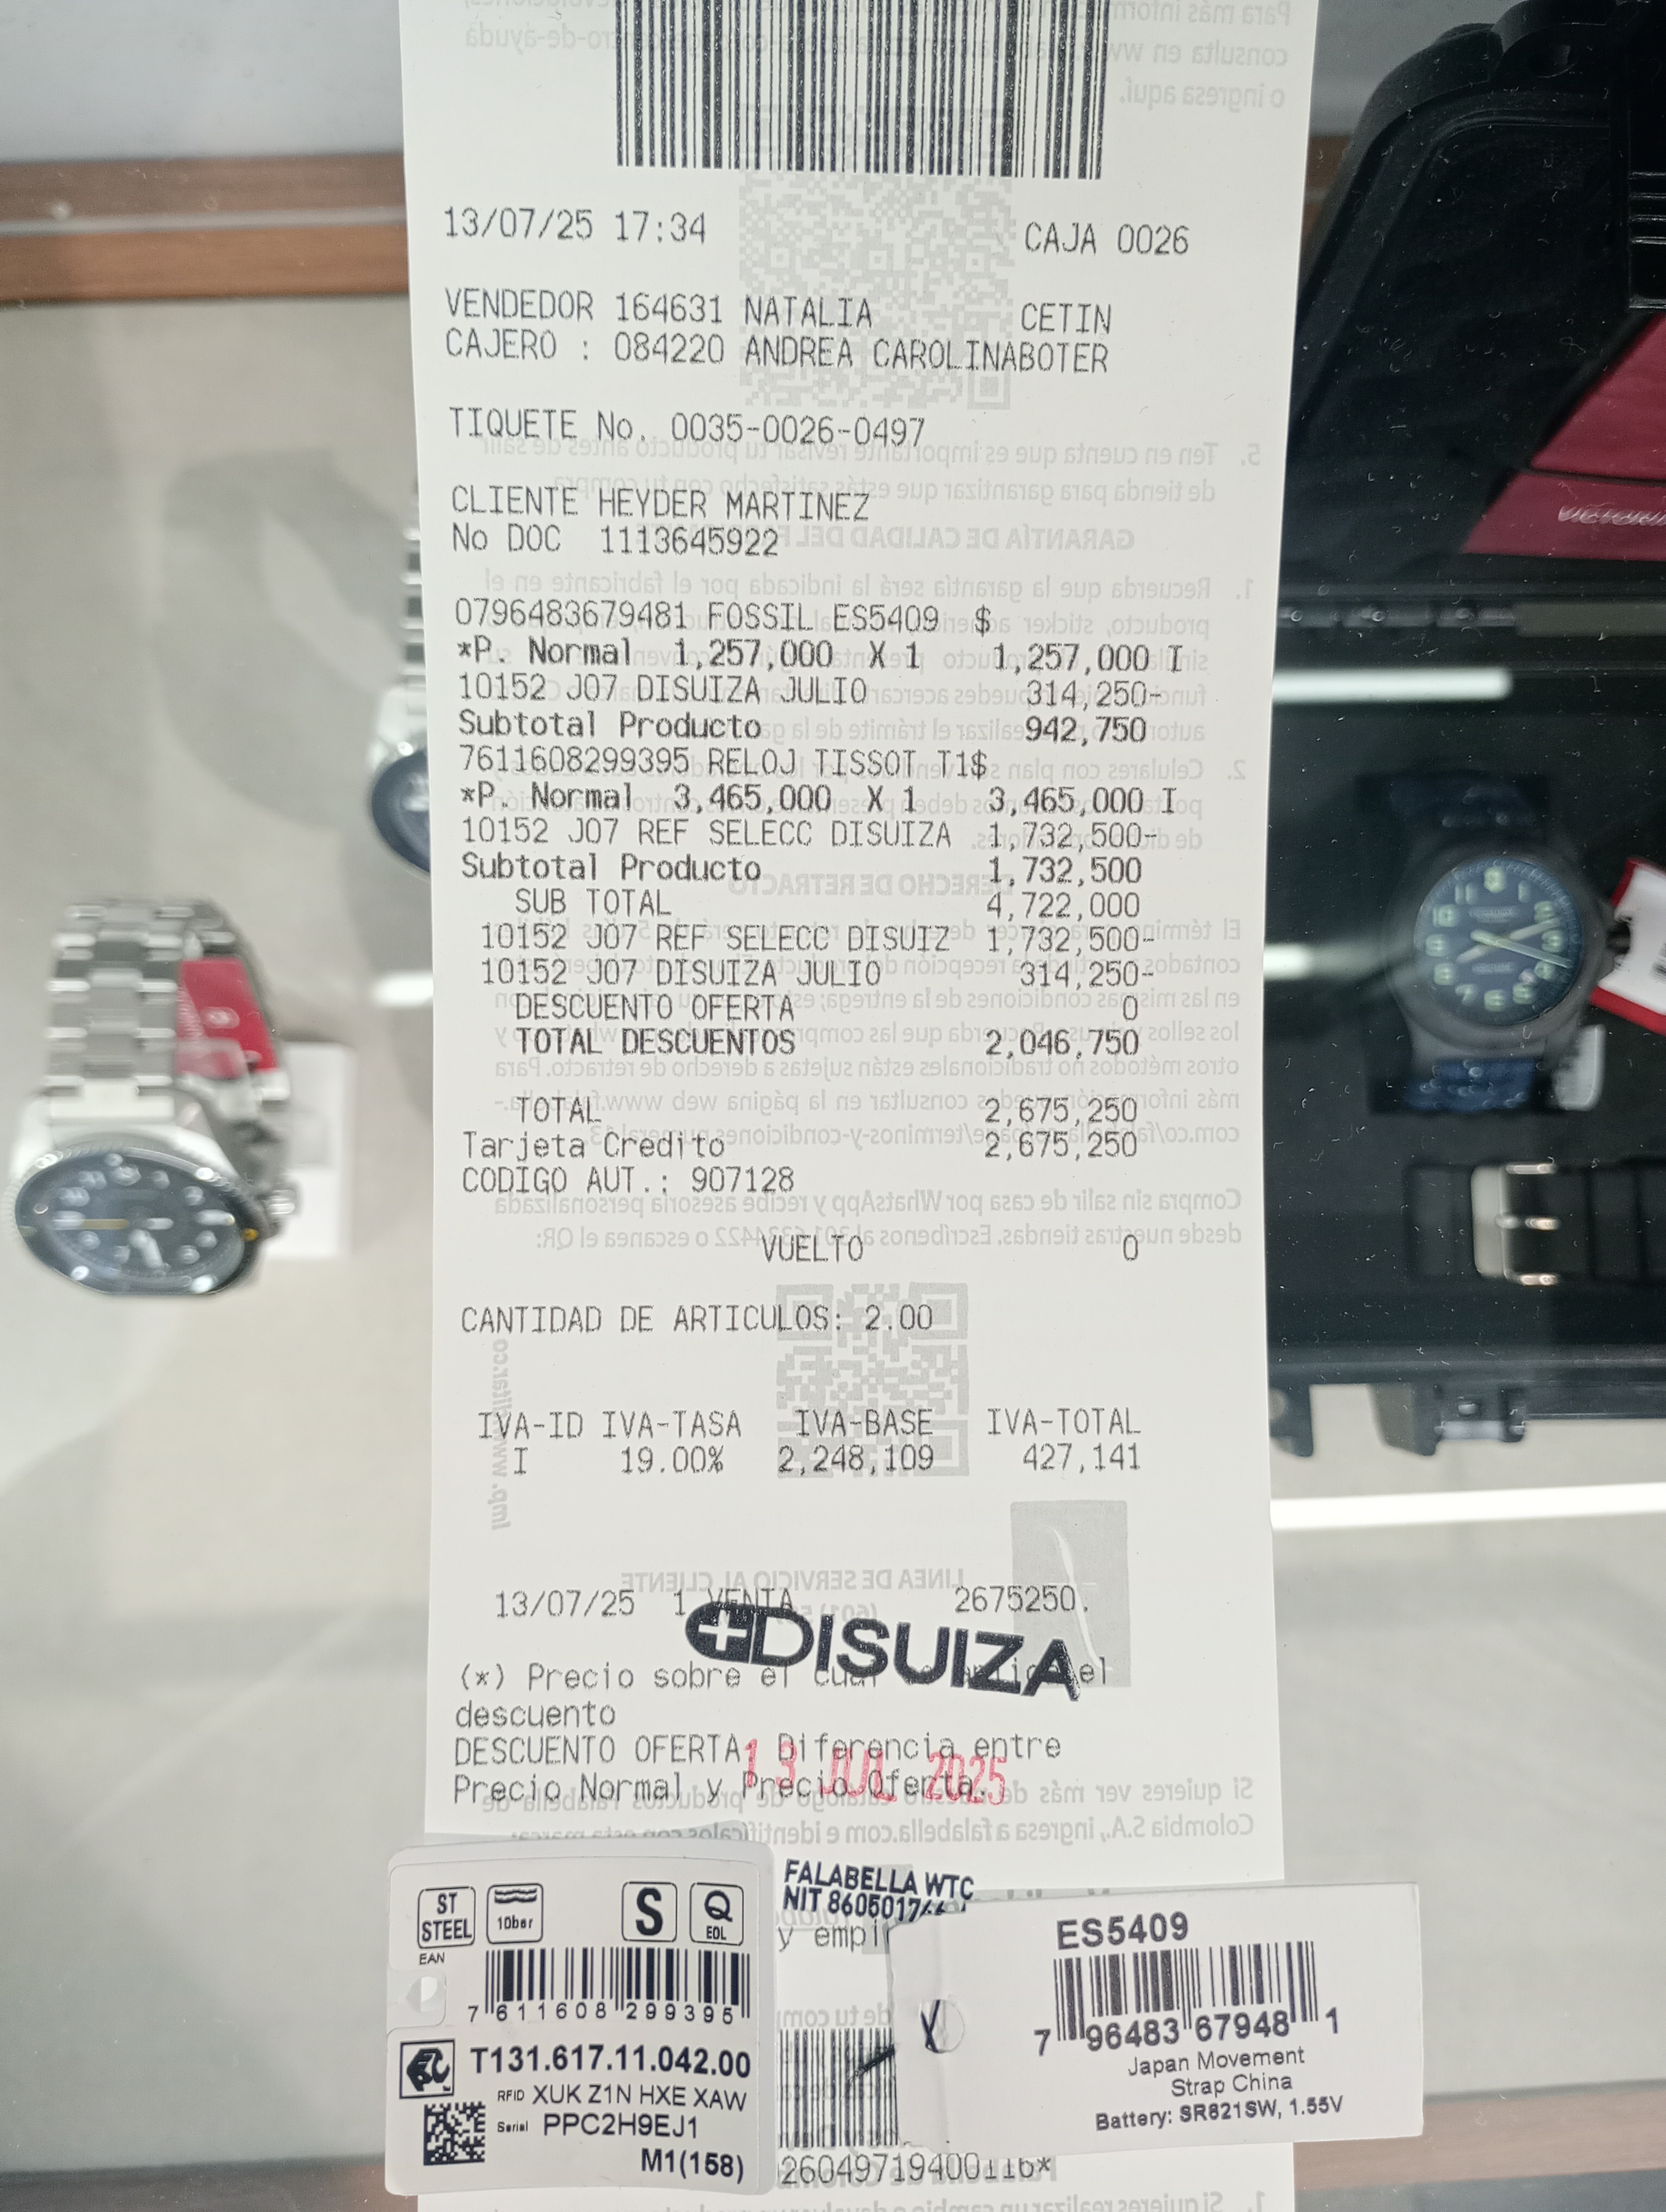 13/07/25 17:34 CAJA 0026
VENDEDOR 164631 NATALIA CETIN
CAJERO : 084220 ANDREA CAROLINABOTER
TIQUETE No. 0035-0026-0497
CLIENTE HEYDER MARTINEZ
No DOC 1113645922
0796483679481 FOSSIL ES5409 $
*P. Normal 1,257,000 X 1 1,257,000 I
10152 J07 DISUIZA JULIO 314,250-
Subtotal Producto 942,750
7611608299395 RELOJ TISSOT T1$
*P. Normal 3,465,000 X 1 3,465,000 I
10152 J07 REF SELECC DISUIZA 1,732,500-
Subtotal Producto 1,732,500
SUB TOTAL 4,722,000
10152 J07 REF SELECC DISUIZ 1,732,500-
10152 J07 DISUIZA JULIO 314,250-
DESCUENTO OFERTA 0
TOTAL DESCUENTOS 2,046,750
TOTAL 2,675,250
Tarjeta Credito 2,675,250
CODIGO AUT.: 907128
VUELTO 0
CANTIDAD DE ARTICULOS: 2.00
IVA-ID IVA-TASA IVA-BASE IVA-TOTAL
I 19.00% 2,248,109 427,141
13/07/25 1 VENTA 2675250.
DISUIZA
(*) Precio sobre el cual el
descuento
DESCUENTO OFERTA: Diferencia entre
Precio Normal y Precio Oferta.
13 JUL 2025
FALABELLA WTC
NIT 860501
y
ST STEEL
10bar
S
Q
EDL
EAN
7 611608 299395
T131.617.11.042.00
RFID XUK Z1N HXE XAW
Serial PPC2H9EJ1
M1(158)
ES5409
7 96483 67948 1
Japan Movement
Strap China
Battery: SR621SW, 1.55V